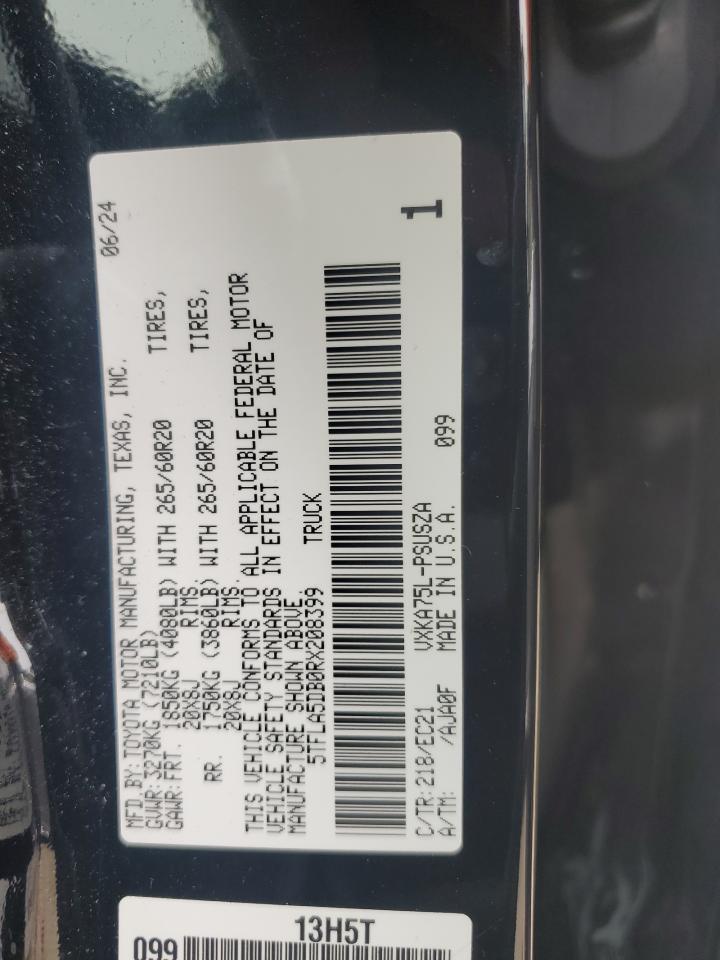 MFD.BY:TOYOTA MOTOR MANUFACTURING, TEXAS, INC. 06/24
GVWR:3270KG (7210LB)
GAWR:FRT. 1850KG (4080LB) WITH 265/60R20 TIRES,
20X8J RIMS
RR. 1750KG (3860LB) WITH 265/60R20 TIRES,
20X8J RIMS.
THIS VEHICLE CONFORMS TO ALL APPLICABLE FEDERAL MOTOR
VEHICLE SAFETY STANDARDS IN EFFECT ON THE DATE OF
MANUFACTURE SHOWN ABOVE.
5TFLA5DB0RX208399 TRUCK
1
C/TR:218/EC21 VXKA75L-PSUSZA 099
A/TM: /AJA0F MADE IN U.S.A.
13H5T
099